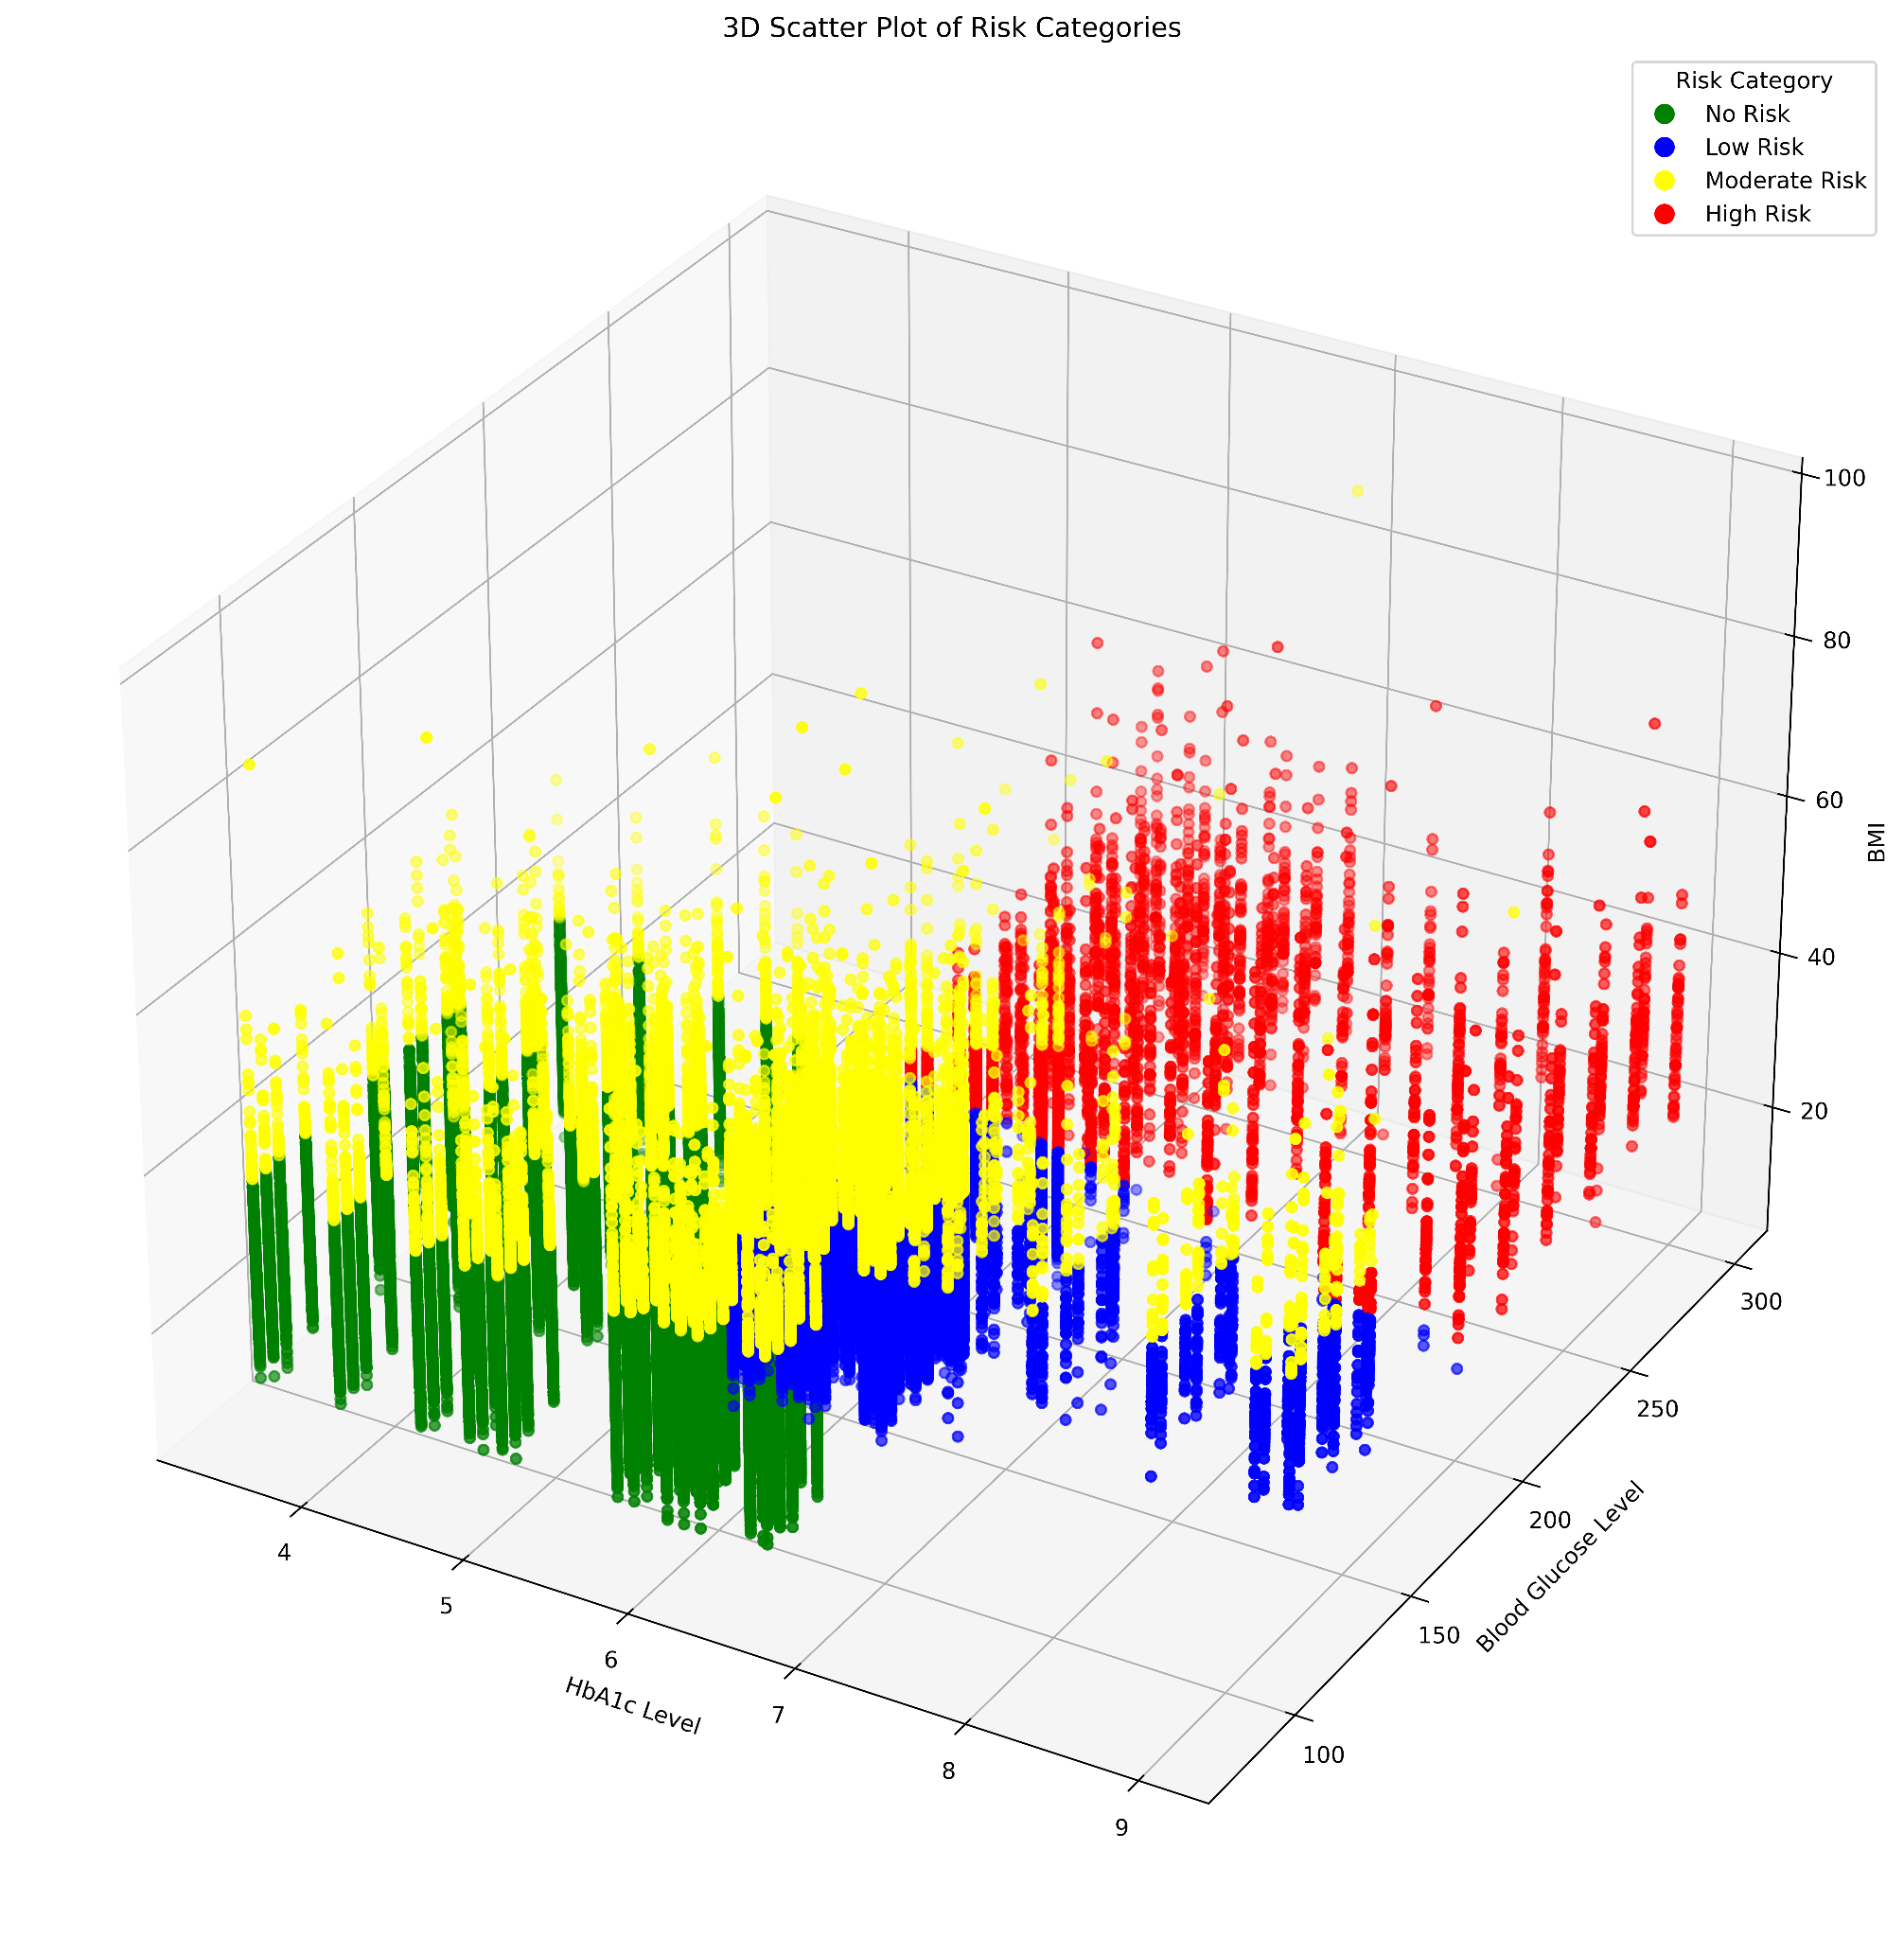 3D Scatter Plot of Risk Categories
Risk Category
No Risk
Low Risk
Moderate Risk
High Risk
100
80
60
40
20
BMI
300
250
200
150
100
Blood Glucose Level
4
5
6
7
8
9
HbA1c Level